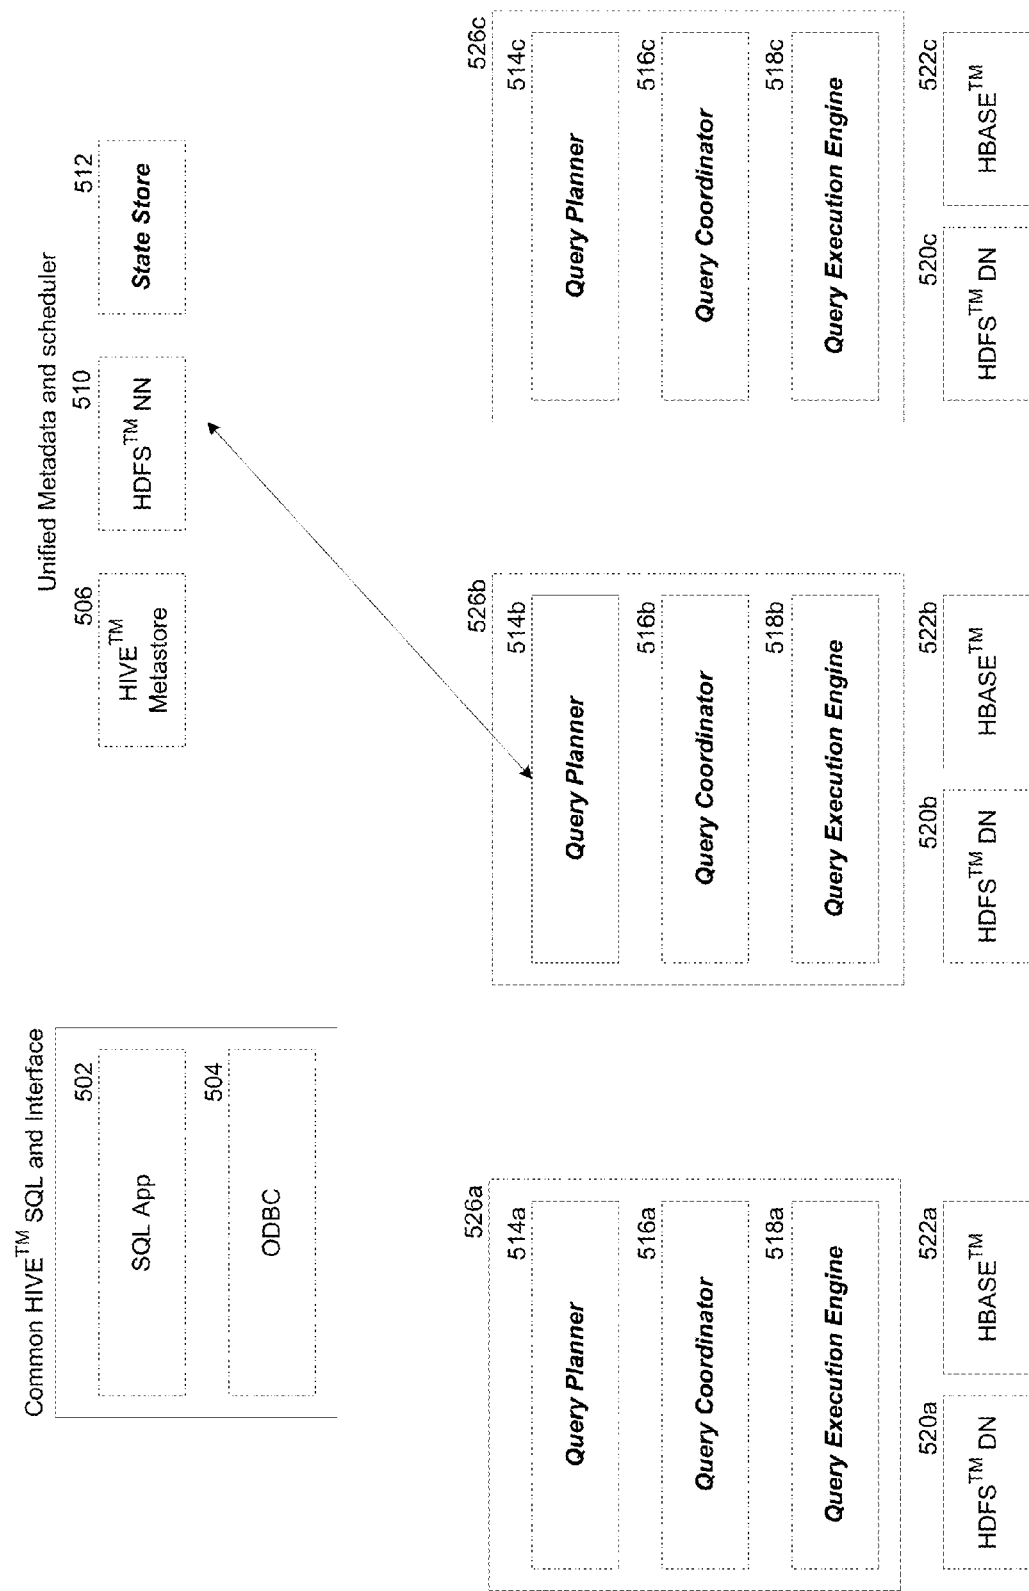 Common HIVE™ SQL and Interface
502
SQL App
504
ODBC
Unified Metadata and scheduler
506
HIVE™
Metastore
510
HDFS™ NN
512
State Store
526a
514a
Query Planner
516a
Query Coordinator
518a
Query Execution Engine
520a
HDFS™ DN
522a
HBASE™
526b
514b
Query Planner
516b
Query Coordinator
518b
Query Execution Engine
520b
HDFS™ DN
522b
HBASE™
526c
514c
Query Planner
516c
Query Coordinator
518c
Query Execution Engine
520c
HDFS™ DN
522c
HBASE™